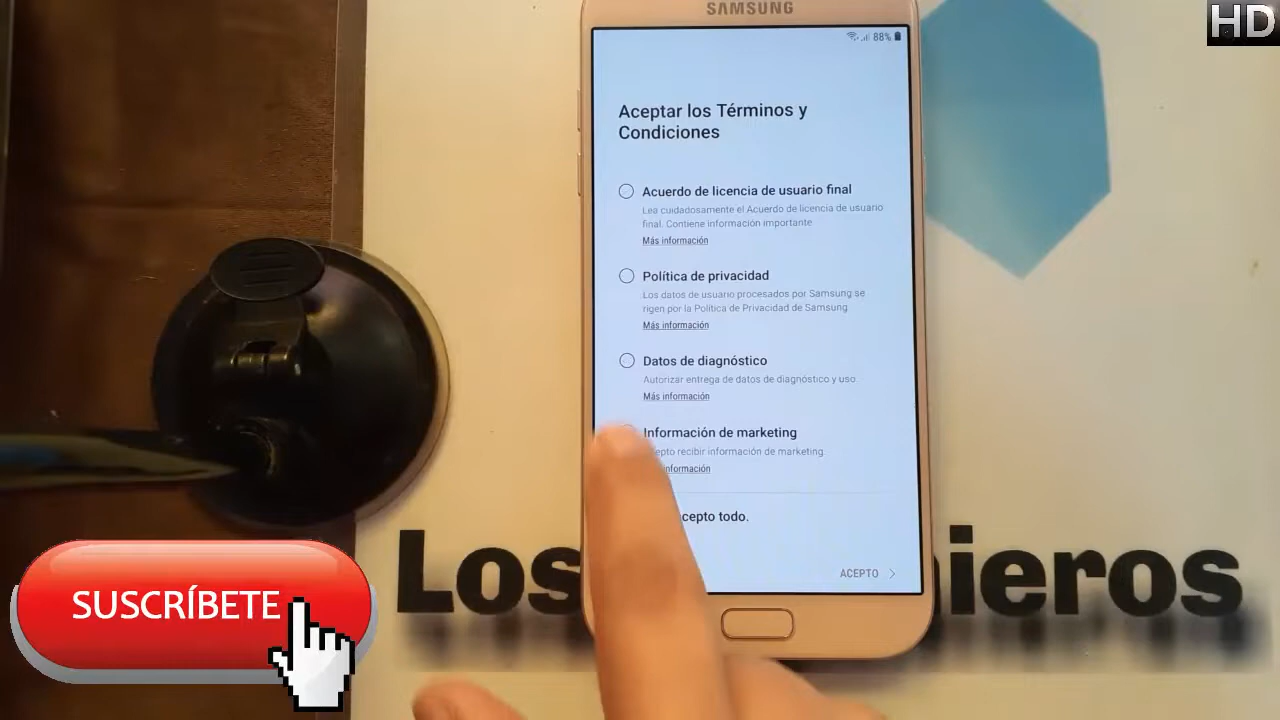 SAMSUNG
HD
88%
Aceptar los Términos y
Condiciones
Acuerdo de licencia de usuario final
Lea cuidadosamente el Acuerdo de licencia de usuario
final. Contiene información importante
Más información
Política de privacidad
Los datos de usuario procesados por Samsung se
rigen por la Política de Privacidad de Samsung
Más información
Datos de diagnóstico
Autorizar entrega de datos de diagnóstico y uso.
Más información
Información de marketing
epto recibir información de marketing.
información
cepto todo.
ACEPTO
Los nieros
SUSCRÍBETE